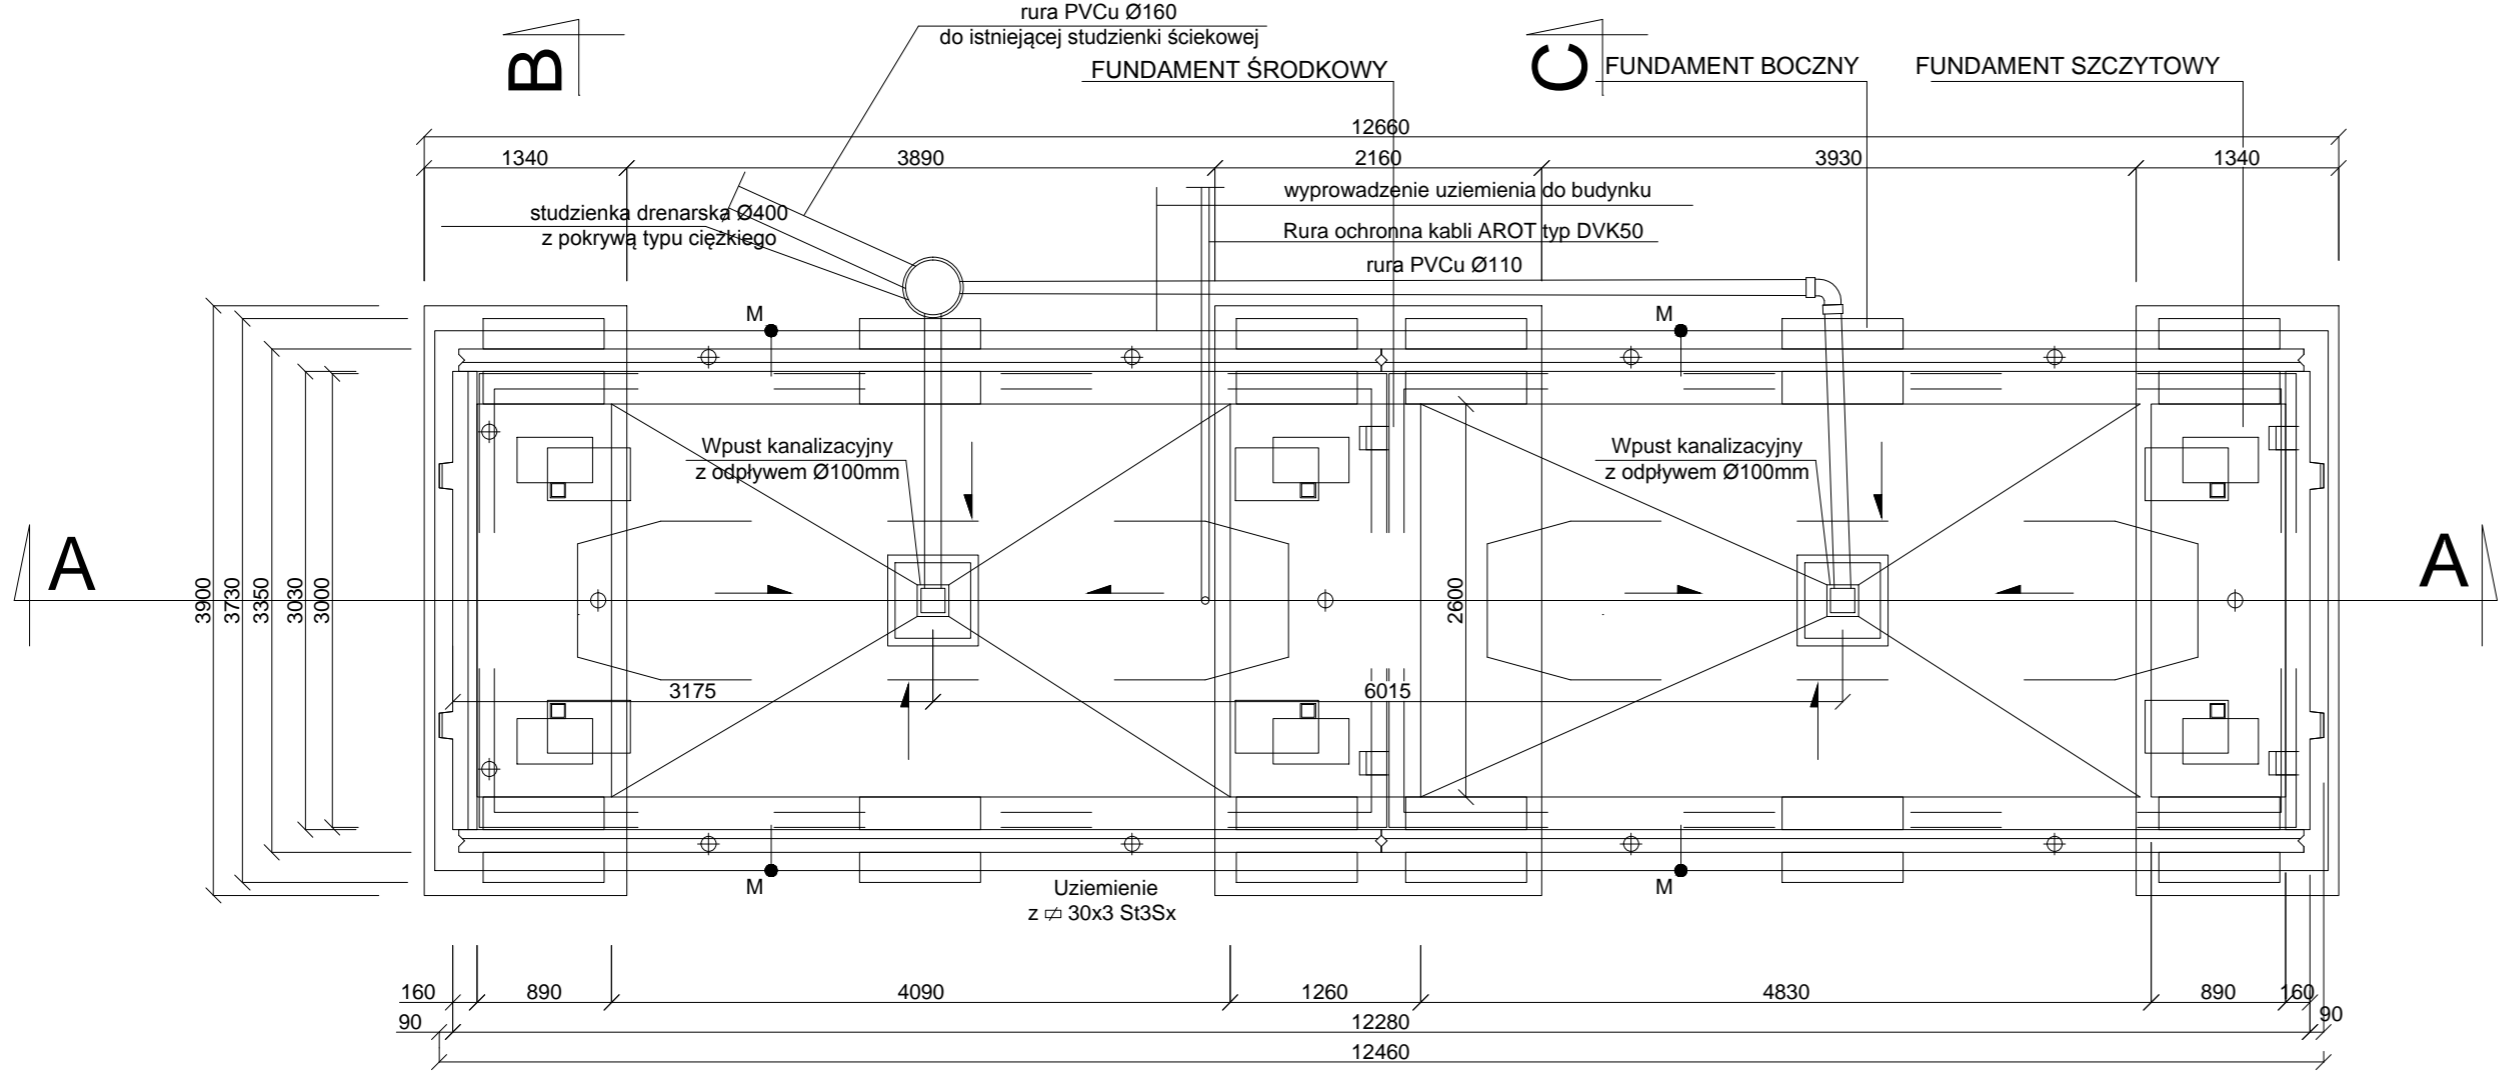 rura PVCu Ø160
do istniejącej studzienki ściekowej
B
C
FUNDAMENT ŚRODKOWY
FUNDAMENT BOCZNY
FUNDAMENT SZCZYTOWY
12660
1340
3890
2160
3930
1340
wyprowadzenie uziemienia do budynku
studzienka drenarska Ø400
z pokrywą typu ciężkiego
Rura ochronna kabli AROT typ DVK50
rura PVCu Ø110
M
M
Wpust kanalizacyjny
z odpływem Ø100mm
Wpust kanalizacyjny
z odpływem Ø100mm
A
A
3900
3730
3350
3030
3000
2600
3175
6015
M
M
Uziemienie
z 30x3 St3Sx
160
890
4090
1260
4830
890
160
90
12280
90
12460